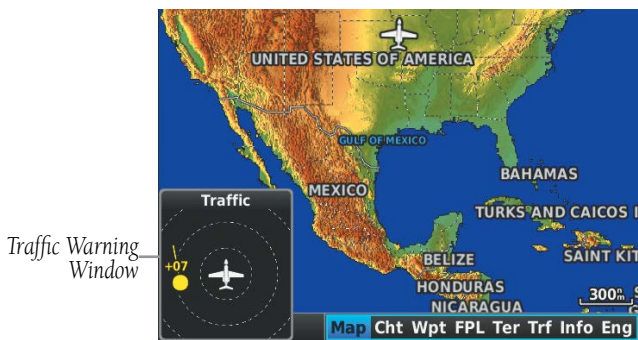 UNITED STATES OF AMERICA
GULF OF MEXICO
BAHAMAS
MEXICO
TURKS AND CAICOS I
Traffic
Traffic Warning
Window
+07
BELIZE
SAINT KIT
HONDURAS
300nm
NICARAGUA
Map Cht Wpt FPL Ter Trf Info Eng